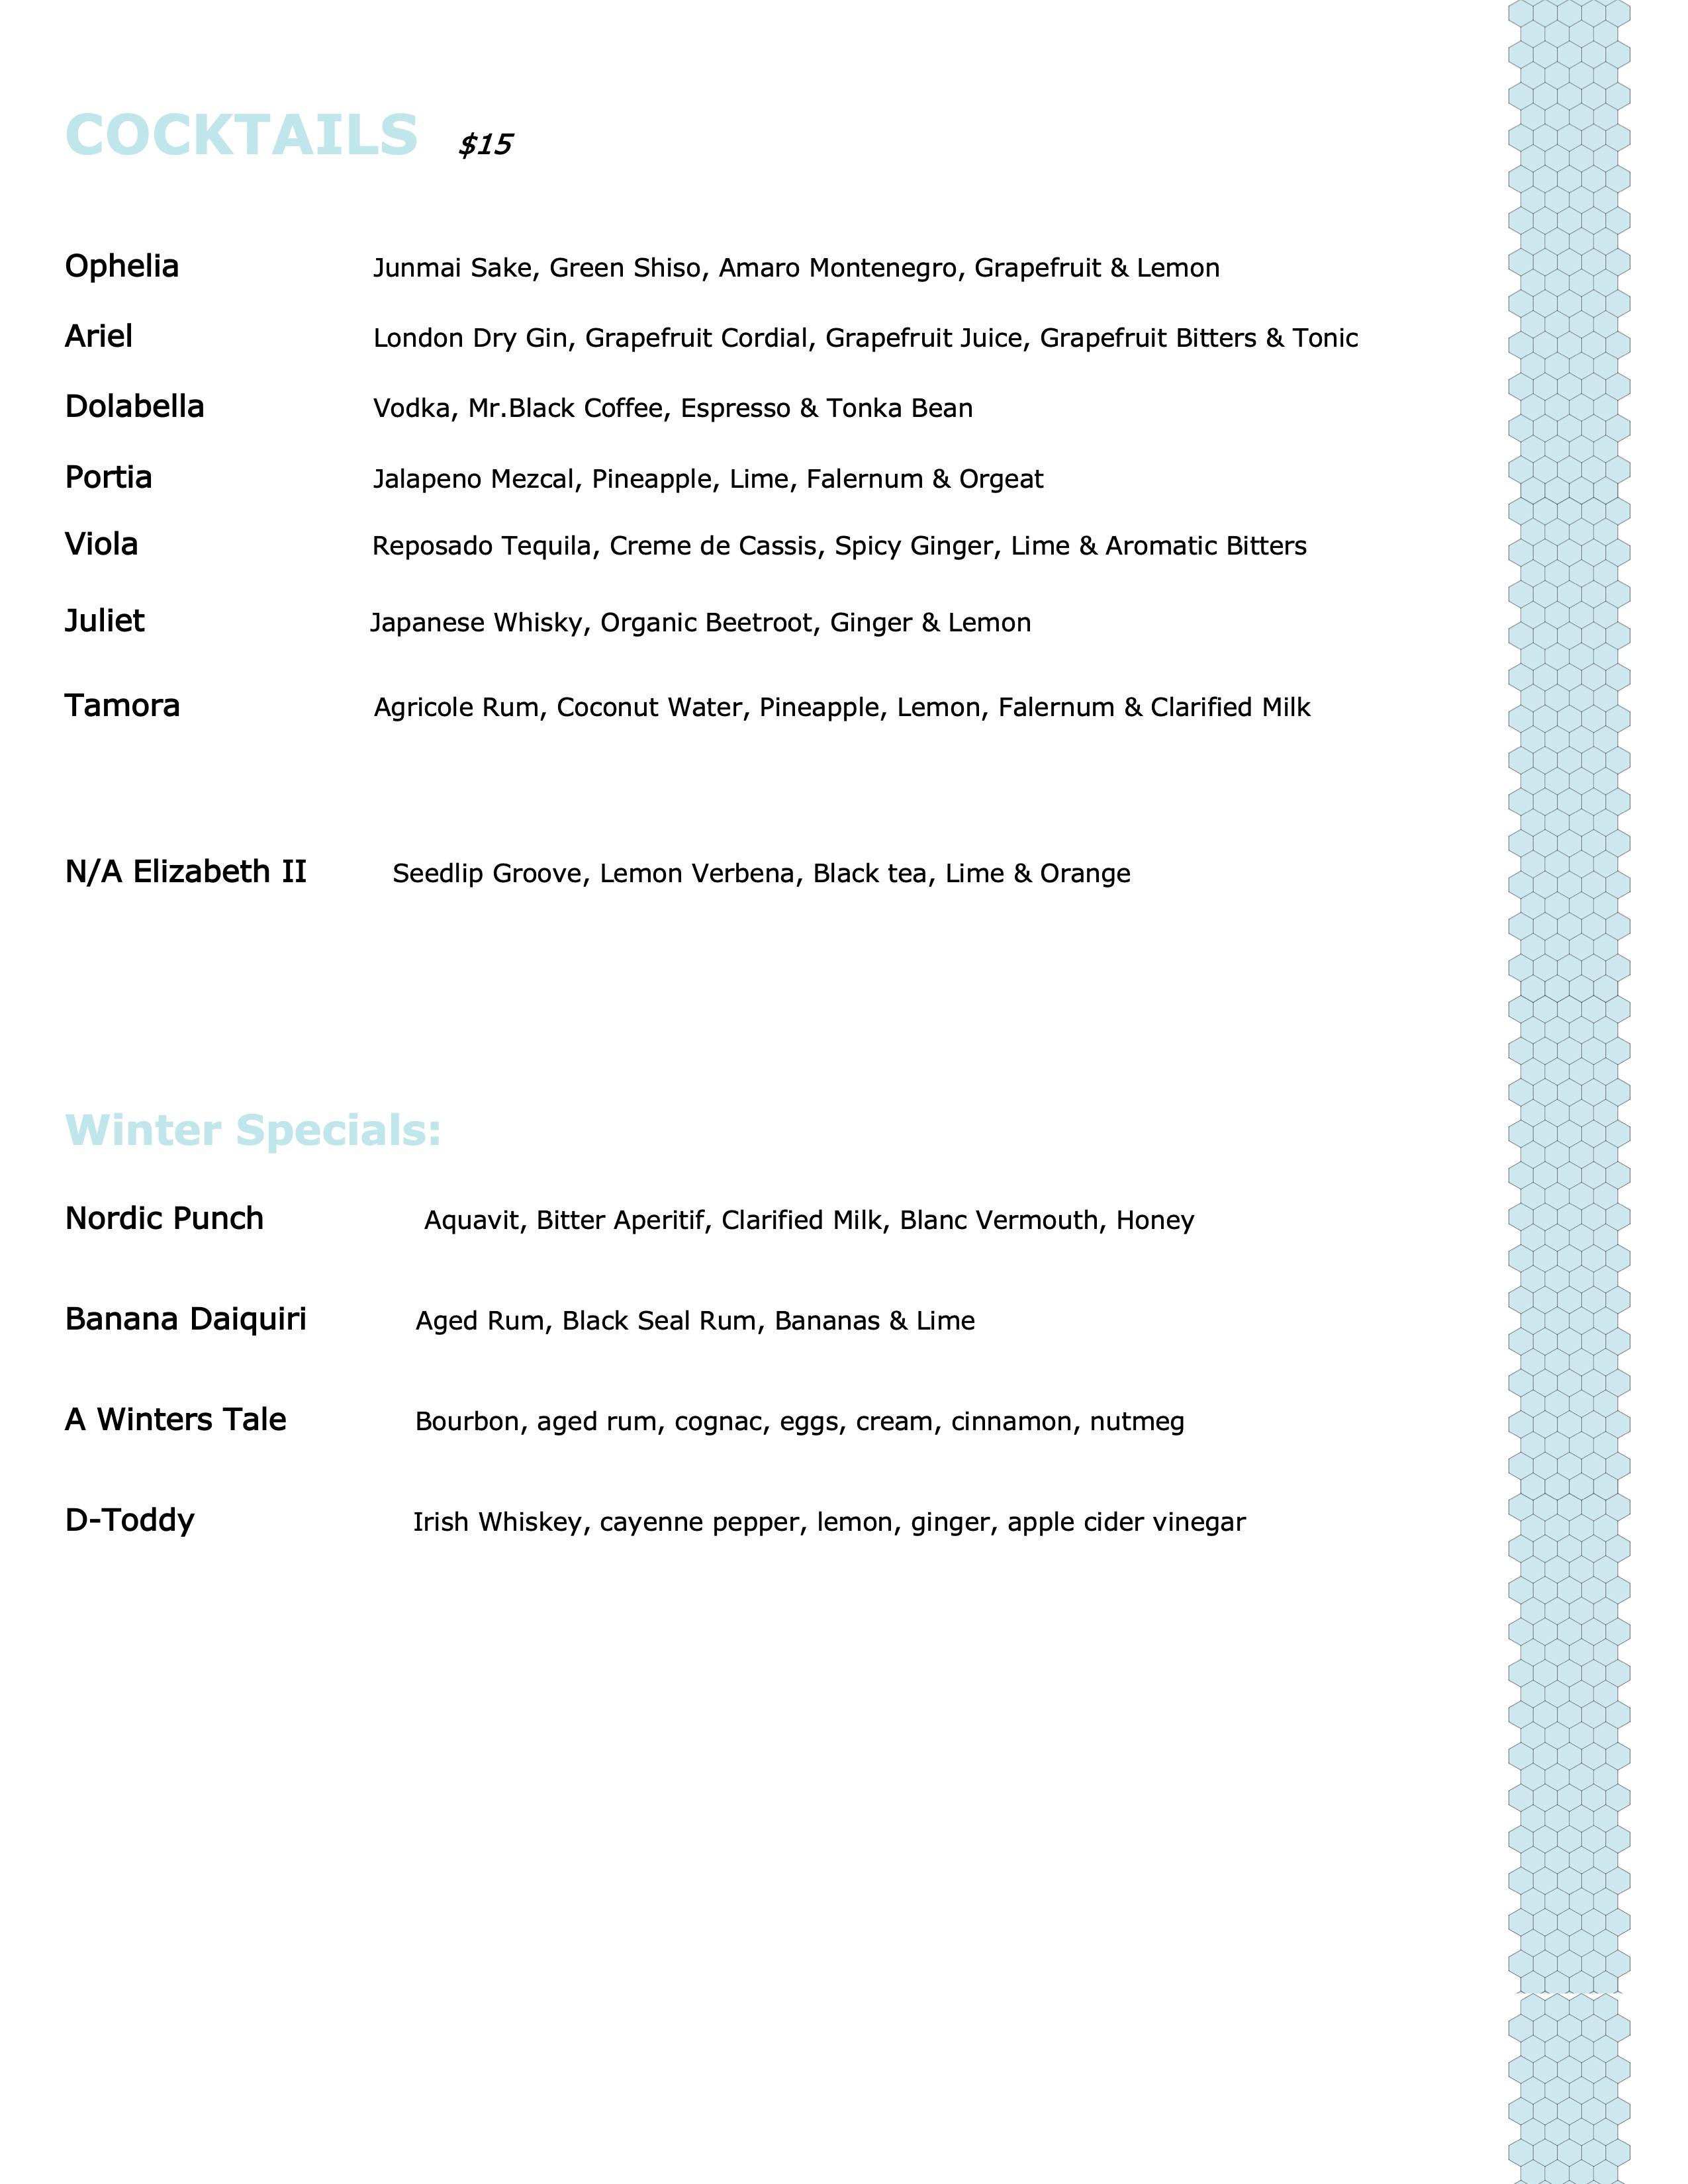 COCKTAILS $15
Ophelia Junmai Sake, Green Shiso, Amaro Montenegro, Grapefruit & Lemon
Ariel London Dry Gin, Grapefruit Cordial, Grapefruit Juice, Grapefruit Bitters & Tonic
Dolabella Vodka, Mr.Black Coffee, Espresso & Tonka Bean
Portia Jalapeno Mezcal, Pineapple, Lime, Falernum & Orgeat
Viola Reposado Tequila, Creme de Cassis, Spicy Ginger, Lime & Aromatic Bitters
Juliet Japanese Whisky, Organic Beetroot, Ginger & Lemon
Tamora Agricole Rum, Coconut Water, Pineapple, Lemon, Falernum & Clarified Milk
N/A Elizabeth II Seedlip Groove, Lemon Verbena, Black tea, Lime & Orange
Winter Specials:
Nordic Punch Aquavit, Bitter Aperitif, Clarified Milk, Blanc Vermouth, Honey
Banana Daiquiri Aged Rum, Black Seal Rum, Bananas & Lime
A Winters Tale Bourbon, aged rum, cognac, eggs, cream, cinnamon, nutmeg
D-Toddy Irish Whiskey, cayenne pepper, lemon, ginger, apple cider vinegar